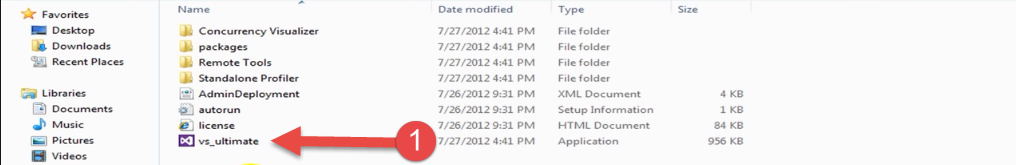 Favorites
Desktop
Downloads
Recent Places
Libraries
Documents
Music
Pictures
Videos
Name Date modified Type Size
Concurrency Visualizer 7/27/2012 4:41 PM File folder
packages 7/27/2012 4:41 PM File folder
Remote Tools 7/27/2012 4:41 PM File folder
Standalone Profiler 7/27/2012 4:41 PM File folder
AdminDeployment 7/26/2012 9:31 PM XML Document 4 KB
autorun 7/26/2012 9:31 PM Setup Information 1 KB
license 7/26/2012 9:31 PM HTML Document 84 KB
vs_ultimate 1 7/27/2012 4:41 PM Application 956 KB